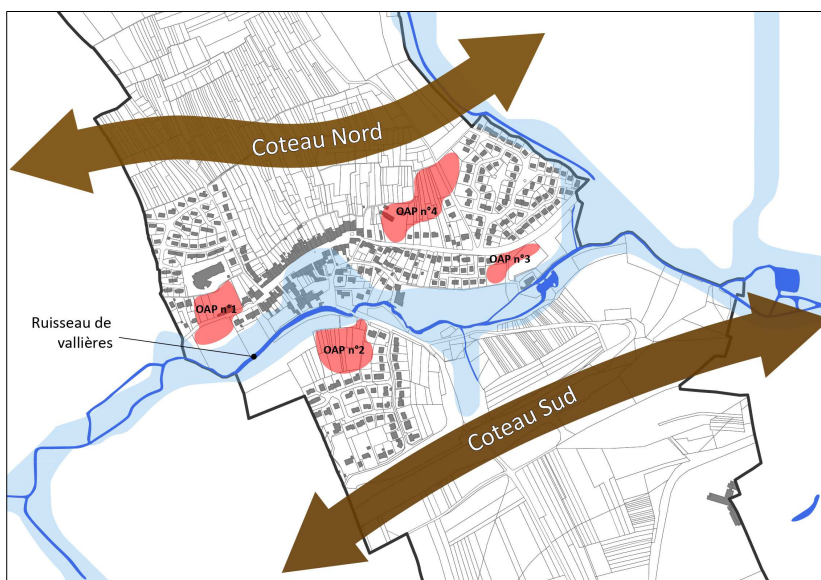 Coteau Nord
OAP n°4
OAP n°3
OAP n°1
Ruisseau de
vallières
OAP n°2
Coteau Sud